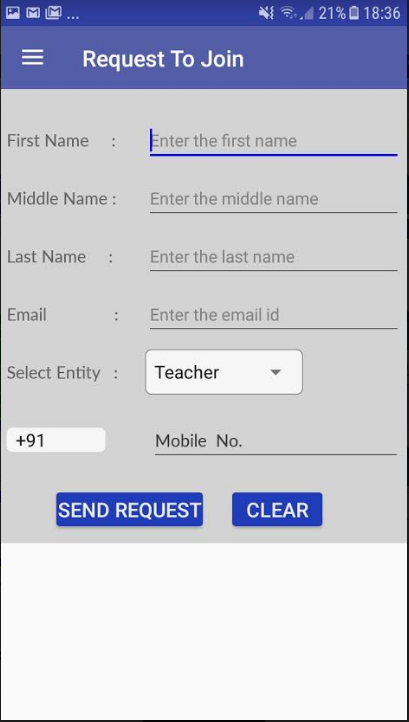 ... 21% 18:36
Request To Join
First Name : Enter the first name
Middle Name : Enter the middle name
Last Name : Enter the last name
Email : Enter the email id
Select Entity : Teacher
+91 Mobile No.
SEND REQUEST CLEAR